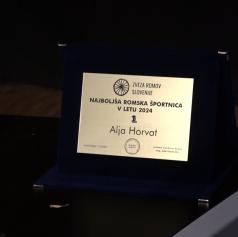 ZVEZA ROMOV
SLOVENIJE
NAJBOLJŠA ROMSKA ŠPORTNICA
V LETU 2024
1
Alja Horvat